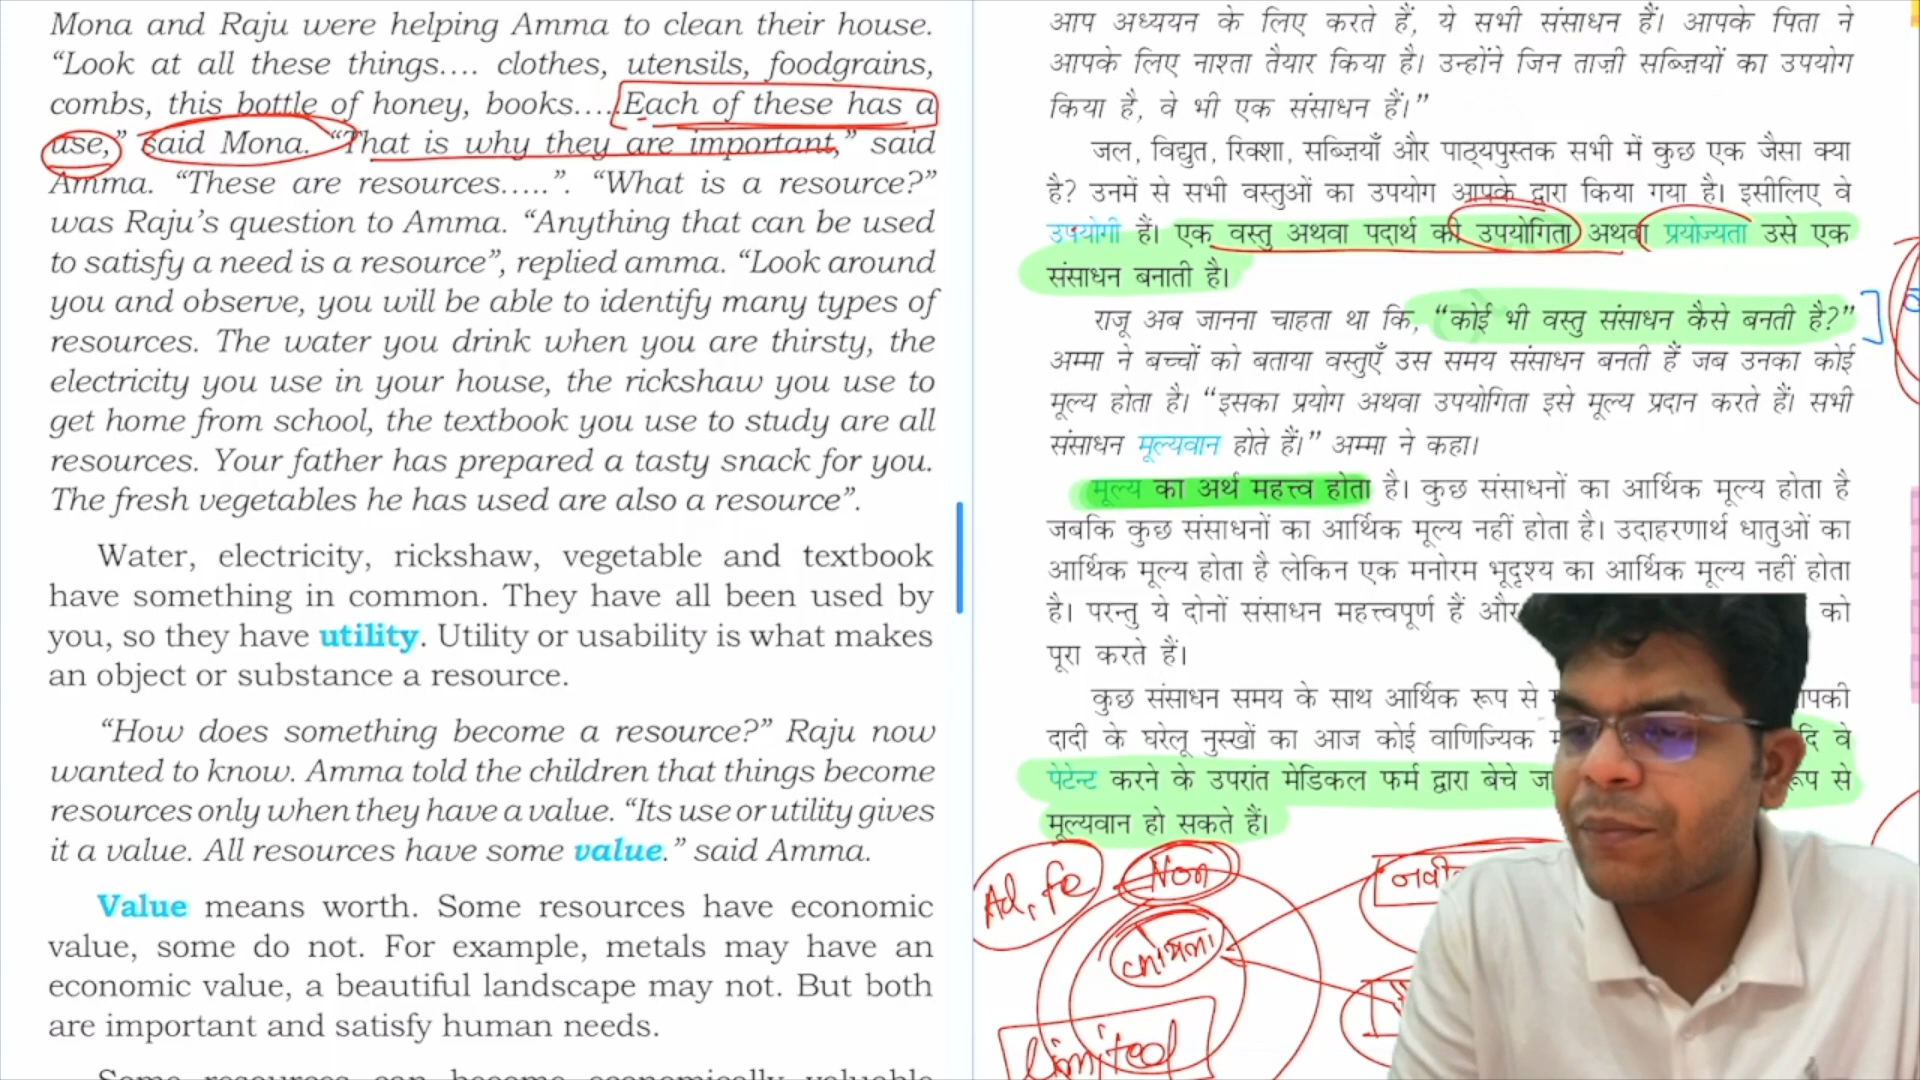 Mona and Raju were helping Amma to clean their house.
“Look at all these things.... clothes, utensils, foodgrains,
combs, this bottle of honey, books.....Each of these has a
use,” said Mona. “That is why they are important,” said
Amma. “These are resources.....”. “What is a resource?”
was Raju’s question to Amma. “Anything that can be used
to satisfy a need is a resource”, replied amma. “Look around
you and observe, you will be able to identify many types of
resources. The water you drink when you are thirsty, the
electricity you use in your house, the rickshaw you use to
get home from school, the textbook you use to study are all
resources. Your father has prepared a tasty snack for you.
The fresh vegetables he has used are also a resource”.
Water, electricity, rickshaw, vegetable and textbook
have something in common. They have all been used by
you, so they have utility. Utility or usability is what makes
an object or substance a resource.
“How does something become a resource?” Raju now
wanted to know. Amma told the children that things become
resources only when they have a value. “Its use or utility gives
it a value. All resources have some value.” said Amma.
Value means worth. Some resources have economic
value, some do not. For example, metals may have an
economic value, a beautiful landscape may not. But both
are important and satisfy human needs.
Some resources can become economically valuable
आप अध्ययन के लिए करते हैं, ये सभी संसाधन हैं। आपके पिता ने
आपके लिए नाश्ता तैयार किया है। उन्होंने जिन ताज़ी सब्ज़ियों का उपयोग
किया है, वे भी एक संसाधन हैं।”
जल, विद्युत, रिक्शा, सब्ज़ियाँ और पाठ्यपुस्तक सभी में कुछ एक जैसा क्या
है? उनमें से सभी वस्तुओं का उपयोग आपके द्वारा किया गया है। इसीलिए वे
उपयोगी हैं। एक वस्तु अथवा पदार्थ की उपयोगिता अथवा प्रयोज्यता उसे एक
संसाधन बनाती है।
राजू अब जानना चाहता था कि, “कोई भी वस्तु संसाधन कैसे बनती है?”
अम्मा ने बच्चों को बताया वस्तुएँ उस समय संसाधन बनती हैं जब उनका कोई
मूल्य होता है। “इसका प्रयोग अथवा उपयोगिता इसे मूल्य प्रदान करते हैं। सभी
संसाधन मूल्यवान होते हैं।” अम्मा ने कहा।
मूल्य का अर्थ महत्त्व होता है। कुछ संसाधनों का आर्थिक मूल्य होता है
जबकि कुछ संसाधनों का आर्थिक मूल्य नहीं होता है। उदाहरणार्थ धातुओं का
आर्थिक मूल्य होता है लेकिन एक मनोरम भूदृश्य का आर्थिक मूल्य नहीं होता
है। परन्तु ये दोनों संसाधन महत्त्वपूर्ण हैं और को
पूरा करते हैं।
कुछ संसाधन समय के साथ आर्थिक रूप से
दादी के घरेलू नुस्खों का आज कोई वाणिज्यिक वे
पेटेन्ट करने के उपरांत मेडिकल फर्म द्वारा बेचे से
मूल्यवान हो सकते हैं।
Al, Fe
Non
Limited